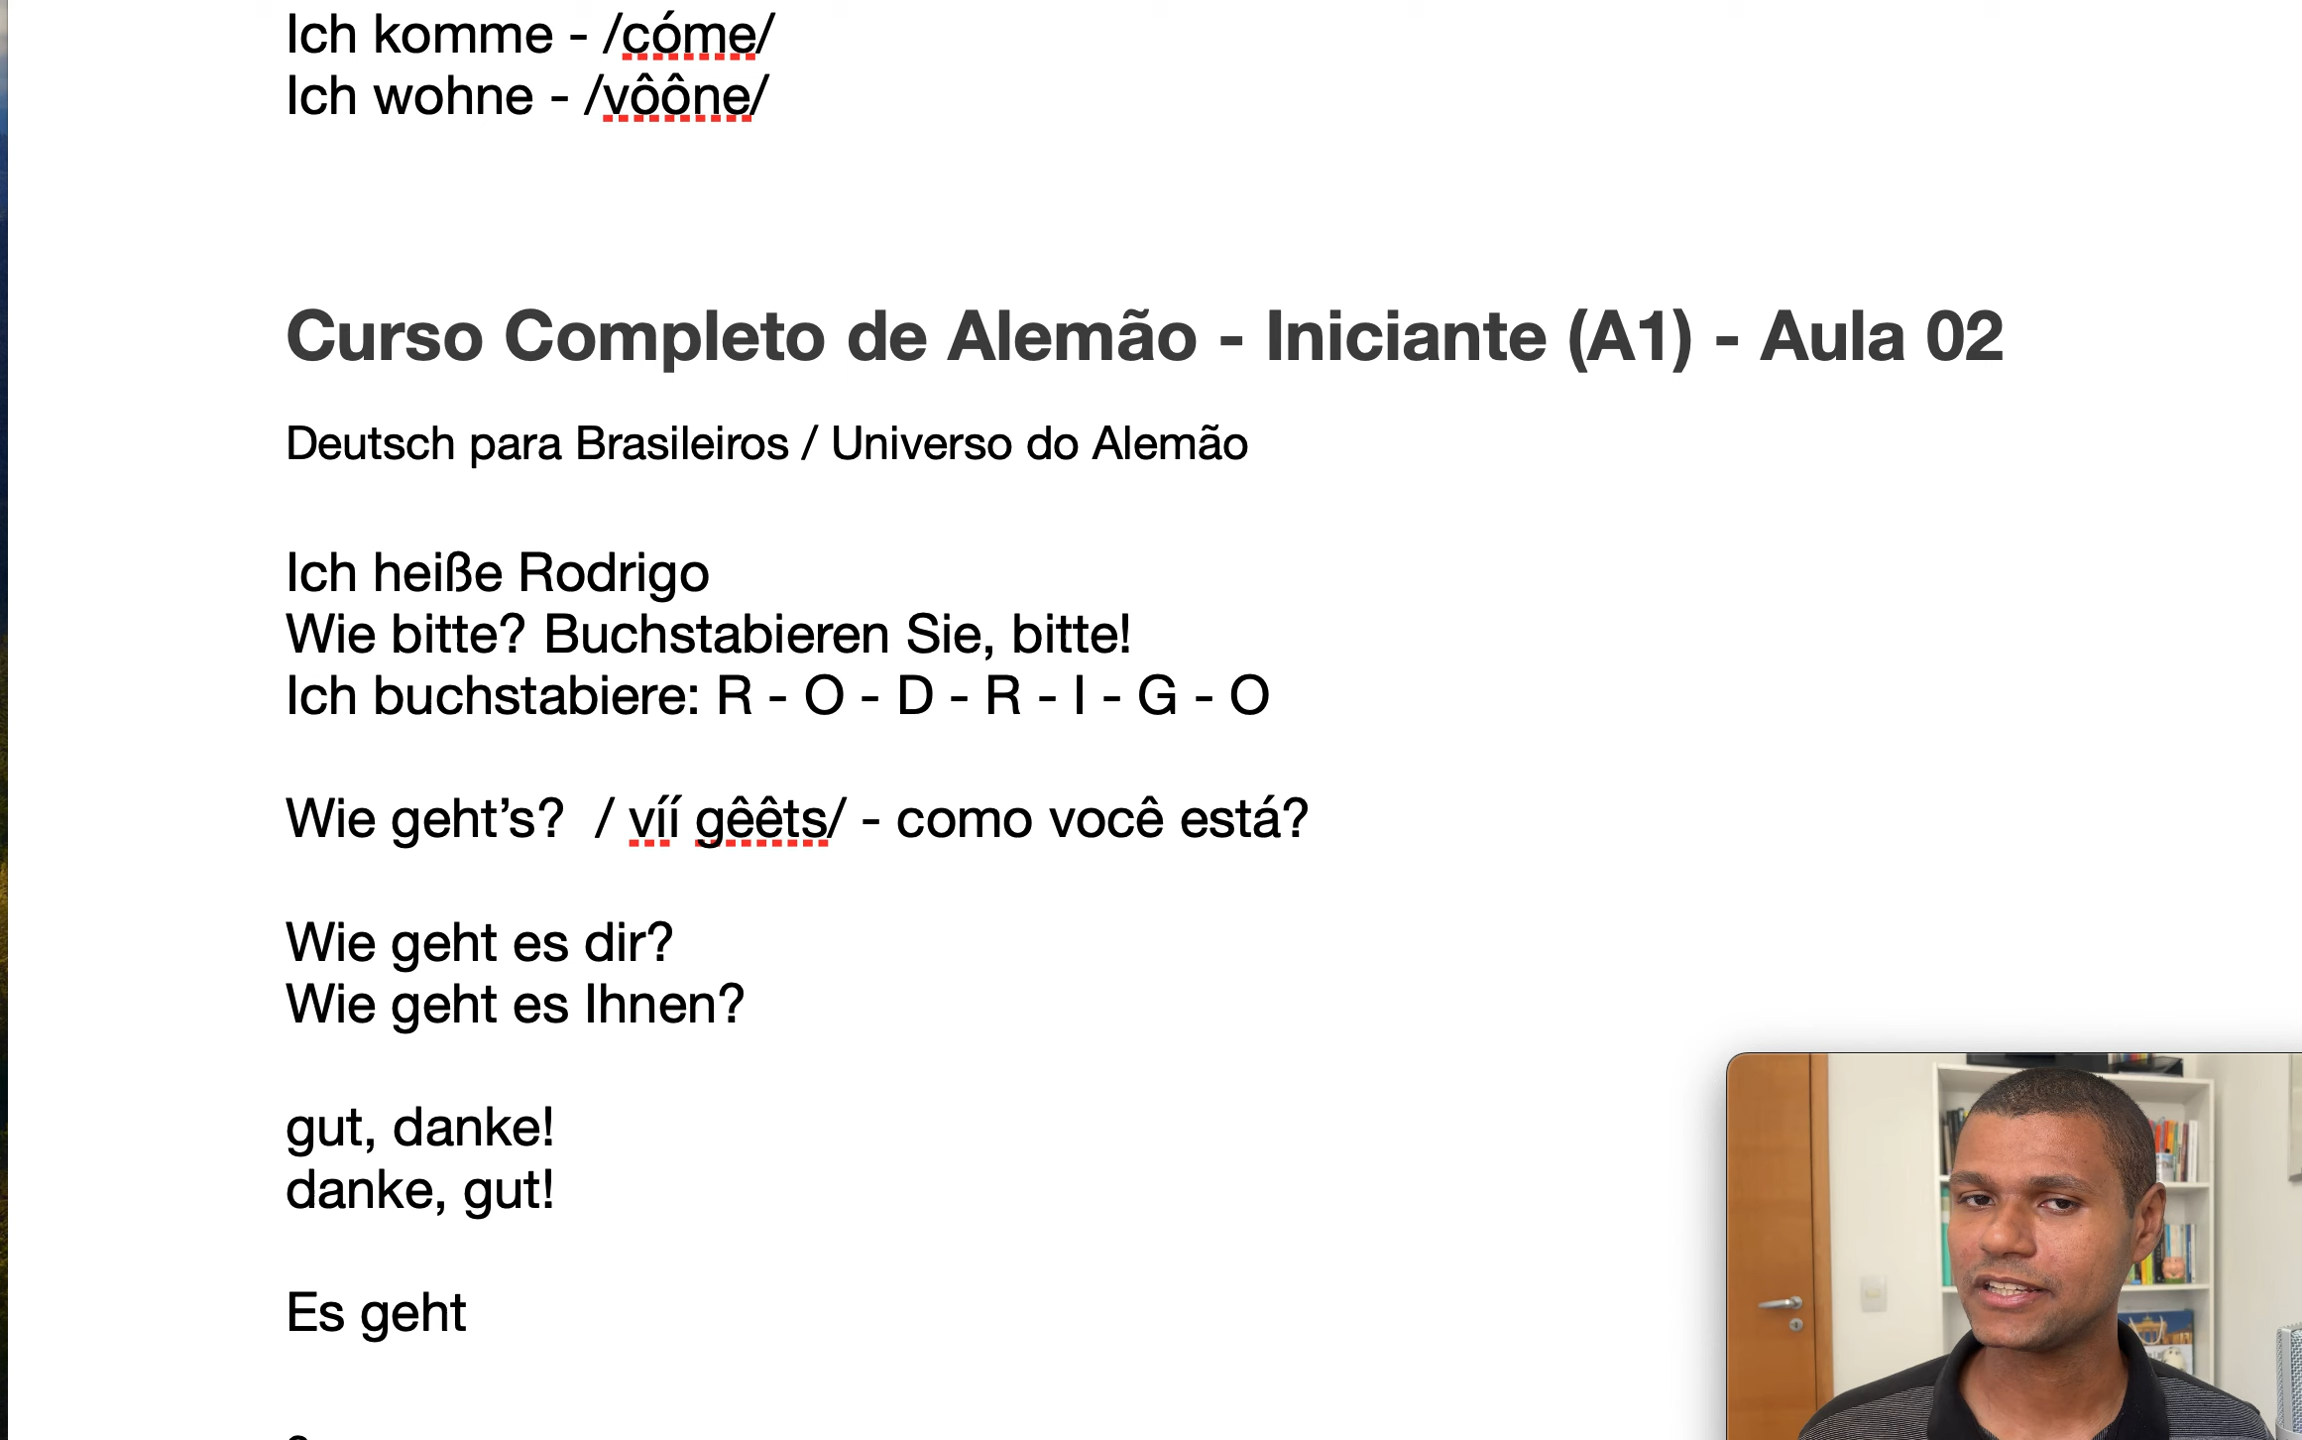 Ich komme - /cóme/
Ich wohne - /vôône/
Curso Completo de Alemão - Iniciante (A1) - Aula 02
Deutsch para Brasileiros / Universo do Alemão
Ich heiße Rodrigo
Wie bitte? Buchstabieren Sie, bitte!
Ich buchstabiere: R - O - D - R - I - G - O
Wie geht’s?  / víí gêêts/ - como você está?
Wie geht es dir?
Wie geht es Ihnen?
gut, danke!
danke, gut!
Es geht